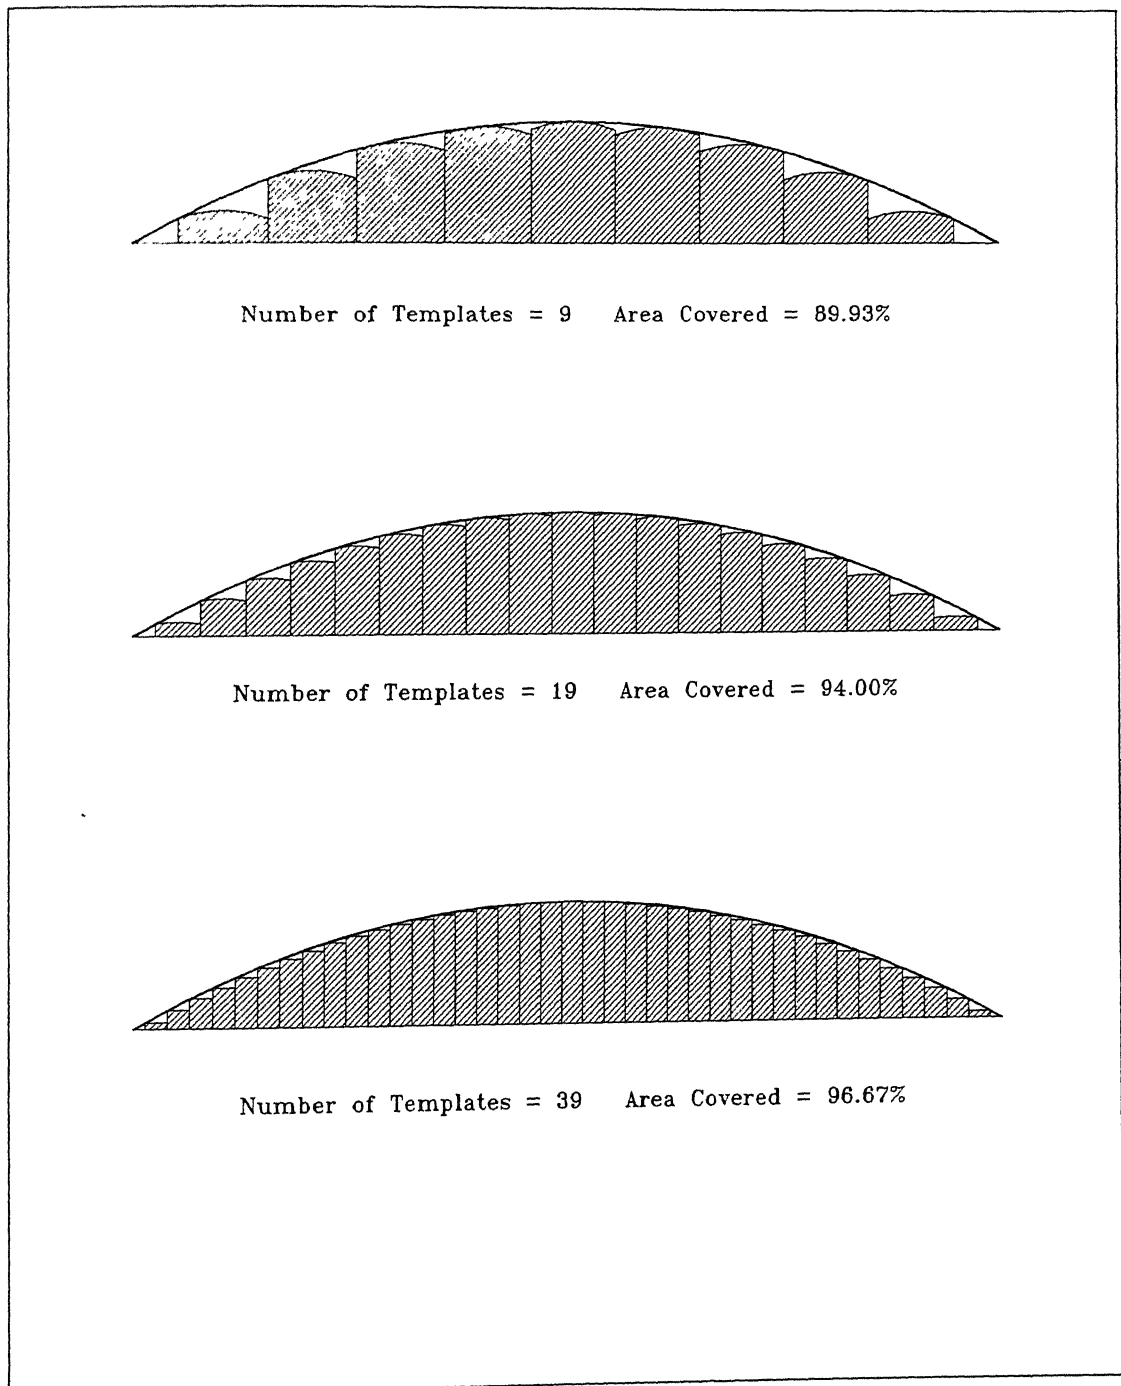 Number of Templates = 9 Area Covered = 89.93%
Number of Templates = 19 Area Covered = 94.00%
Number of Templates = 39 Area Covered = 96.67%